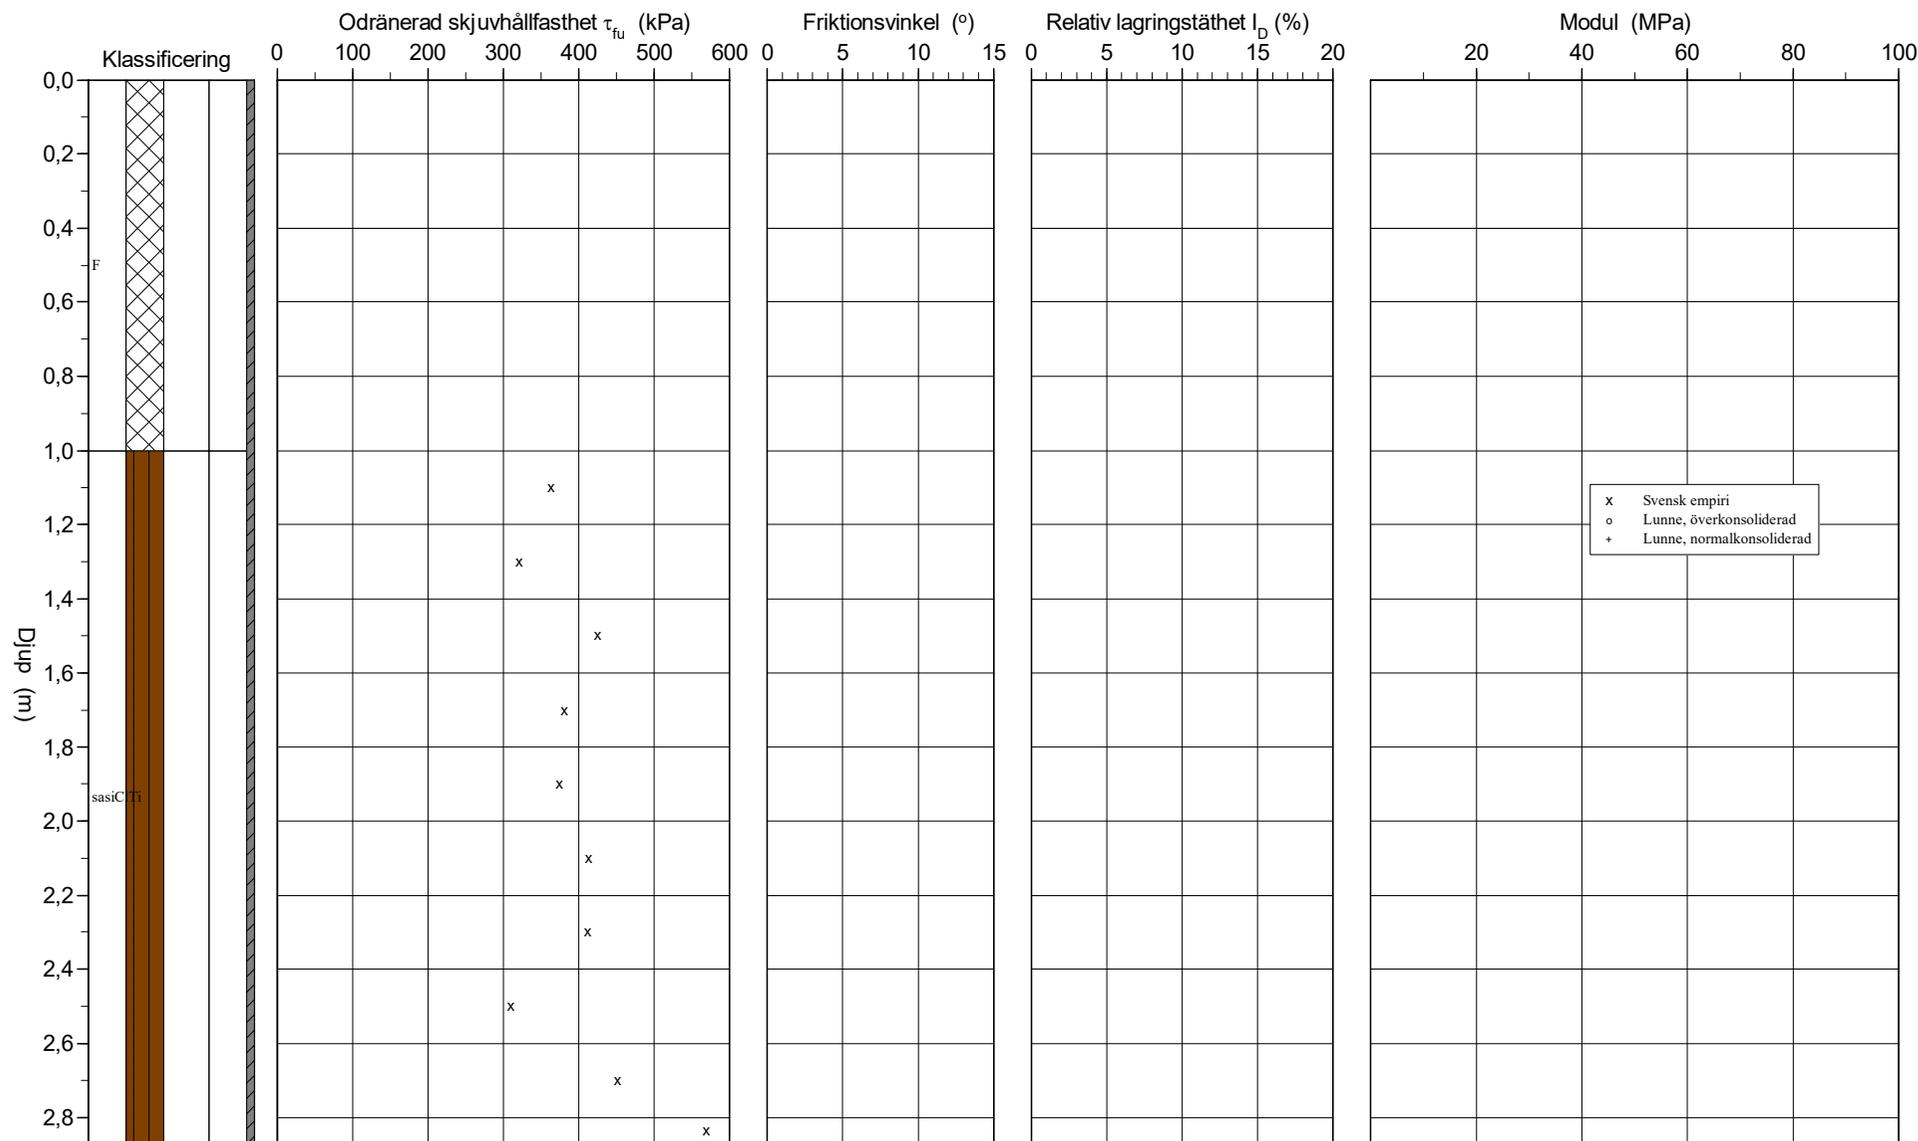 Odränerad skjuvhållfasthet τfu (kPa)
Friktionsvinkel (o)
Relativ lagringstäthet ID (%)
Modul (MPa)
Klassificering
0 100 200 300 400 500 600
0 5 10 15
0 5 10 15 20
20 40 60 80 100
0,0
0,2
0,4
F
0,6
0,8
1,0
x Svensk empiri
o Lunne, överkonsoliderad
+ Lunne, normalkonsoliderad
1,2
1,4
1,6
Djup (m)
1,8
sasiClTi
2,0
2,2
2,4
2,6
2,8